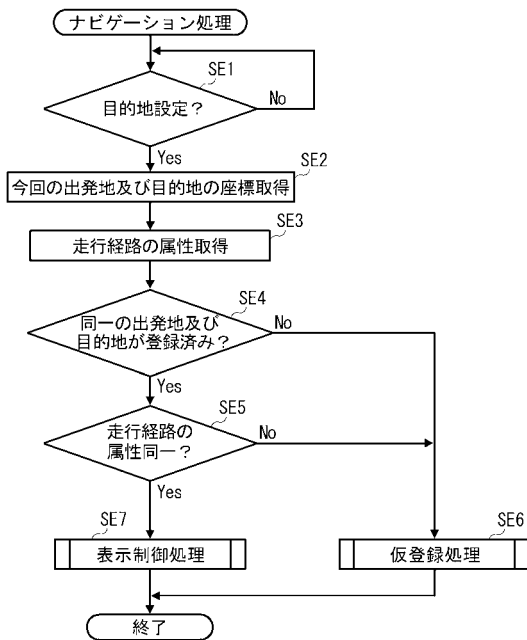 ナビゲーション処理
SE1
目的地設定？
No
Yes
SE2
今回の出発地及び目的地の座標取得
SE3
走行経路の属性取得
SE4
同一の出発地及び
目的地が登録済み？
No
Yes
SE5
走行経路の
属性同一？
No
Yes
SE7
表示制御処理
SE6
仮登録処理
終了